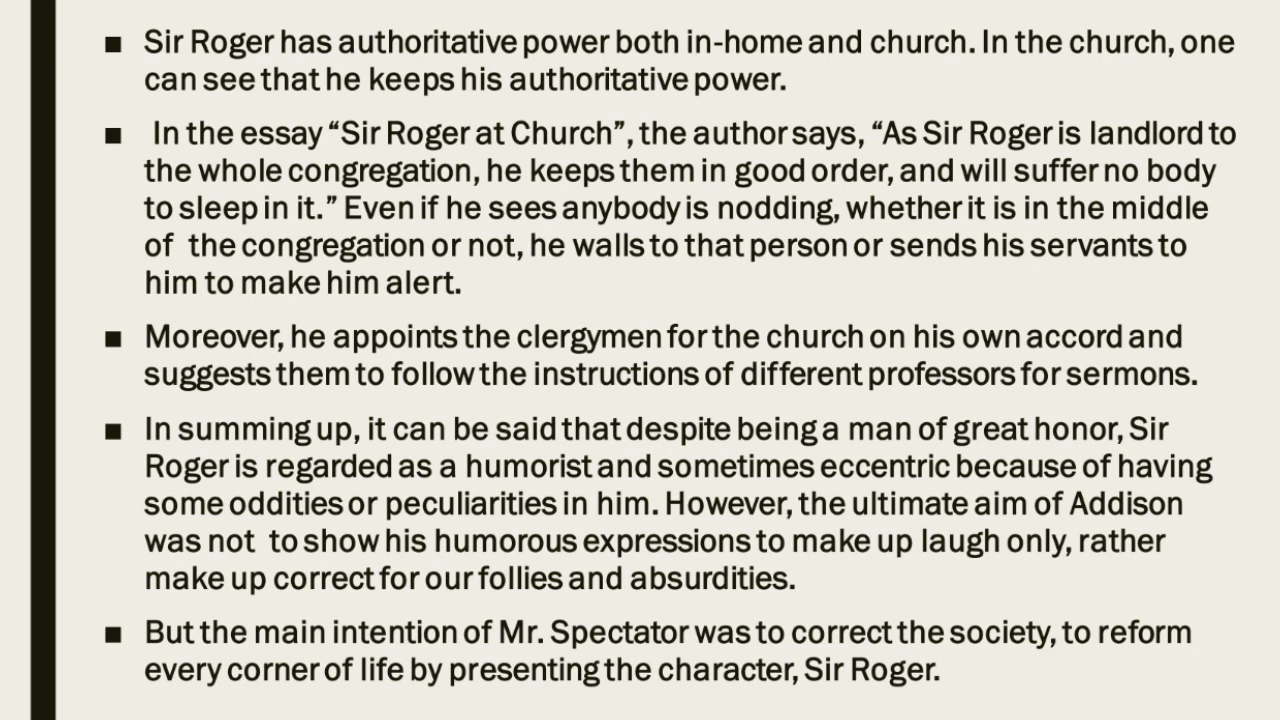 ■ Sir Roger has authoritative power both in-home and church. In the church, one
can see that he keeps his authoritative power.
■ In the essay “Sir Roger at Church”, the author says, “As Sir Roger is landlord to
the whole congregation, he keeps them in good order, and will suffer no body
to sleep in it.” Even if he sees anybody is nodding, whether it is in the middle
of the congregation or not, he walls to that person or sends his servants to
him to make him alert.
■ Moreover, he appoints the clergymen for the church on his own accord and
suggests them to follow the instructions of different professors for sermons.
■ In summing up, it can be said that despite being a man of great honor, Sir
Roger is regarded as a humorist and sometimes eccentric because of having
some oddities or peculiarities in him. However, the ultimate aim of Addison
was not to show his humorous expressions to make up laugh only, rather
make up correct for our follies and absurdities.
■ But the main intention of Mr. Spectator was to correct the society, to reform
every corner of life by presenting the character, Sir Roger.